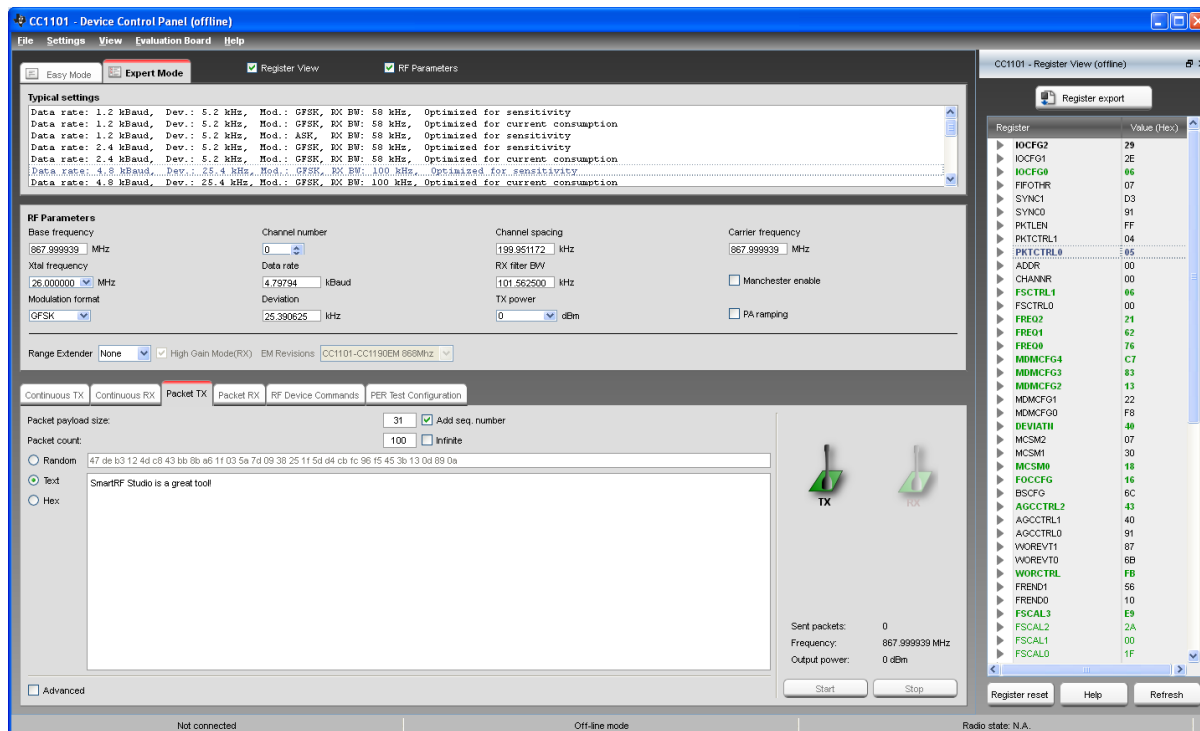 CC1101 - Device Control Panel (offline)
File Settings View Evaluation Board Help
Easy Mode Expert Mode Register View RF Parameters
Typical settings
Data rate: 1.2 kBaud, Dev.: 5.2 kHz, Mod.: GFSK, RX BW: 58 kHz, Optimized for sensitivity
Data rate: 1.2 kBaud, Dev.: 5.2 kHz, Mod.: GFSK, RX BW: 58 kHz, Optimized for current consumption
Data rate: 1.2 kBaud, Dev.: 5.2 kHz, Mod.: ASK, RX BW: 58 kHz, Optimized for sensitivity
Data rate: 2.4 kBaud, Dev.: 5.2 kHz, Mod.: GFSK, RX BW: 58 kHz, Optimized for sensitivity
Data rate: 2.4 kBaud, Dev.: 5.2 kHz, Mod.: GFSK, RX BW: 58 kHz, Optimized for current consumption
Data rate: 4.8 kBaud, Dev.: 25.4 kHz, Mod.: GFSK, RX BW: 100 kHz, Optimized for sensitivity
Data rate: 4.8 kBaud, Dev.: 25.4 kHz, Mod.: GFSK, RX BW: 100 kHz, Optimized for current consumption
RF Parameters
Base frequency Channel number Channel spacing Carrier frequency
867.999939 MHz 0 199.951172 kHz 867.999939 MHz
Xtal frequency Data rate RX filter BW
26.000000 MHz 4.79794 kBaud 101.562500 kHz Manchester enable
Modulation format Deviation TX power
GFSK 25.390625 kHz 0 dBm PA ramping
Range Extender None High Gain Mode(RX) EM Revisions CC1101-CC1190EM 868Mhz
Continuous TX Continuous RX Packet TX Packet RX RF Device Commands PER Test Configuration
Packet payload size: 31 Add seq. number
Packet count: 100 Infinite
Random 47 de b3 12 4d c8 43 bb 8b a6 1f 03 5a 7d 09 38 25 1f 5d d4 cb fc 96 f5 45 3b 13 0d 89 0a
Text SmartRF Studio is a great tool!
Hex
TX RX
Sent packets: 0
Frequency: 867.999939 MHz
Output power: 0 dBm
Advanced Start Stop
CC1101 - Register View (offline)
Register export
Register Value (Hex)
IOCFG2 29
IOCFG1 2E
IOCFG0 06
FIFOTHR 07
SYNC1 D3
SYNC0 91
PKTLEN FF
PKTCTRL1 04
PKTCTRL0 05
ADDR 00
CHANNR 00
FSCTRL1 06
FSCTRL0 00
FREQ2 21
FREQ1 62
FREQ0 76
MDMCFG4 C7
MDMCFG3 83
MDMCFG2 13
MDMCFG1 22
MDMCFG0 F8
DEVIATN 40
MCSM2 07
MCSM1 30
MCSM0 18
FOCCFG 16
BSCFG 6C
AGCCTRL2 43
AGCCTRL1 40
AGCCTRL0 91
WOREVT1 87
WOREVT0 6B
WORCTRL FB
FREND1 56
FREND0 10
FSCAL3 E9
FSCAL2 2A
FSCAL1 00
FSCAL0 1F
Register reset Help Refresh
Not connected Off-line mode Radio state: N.A.